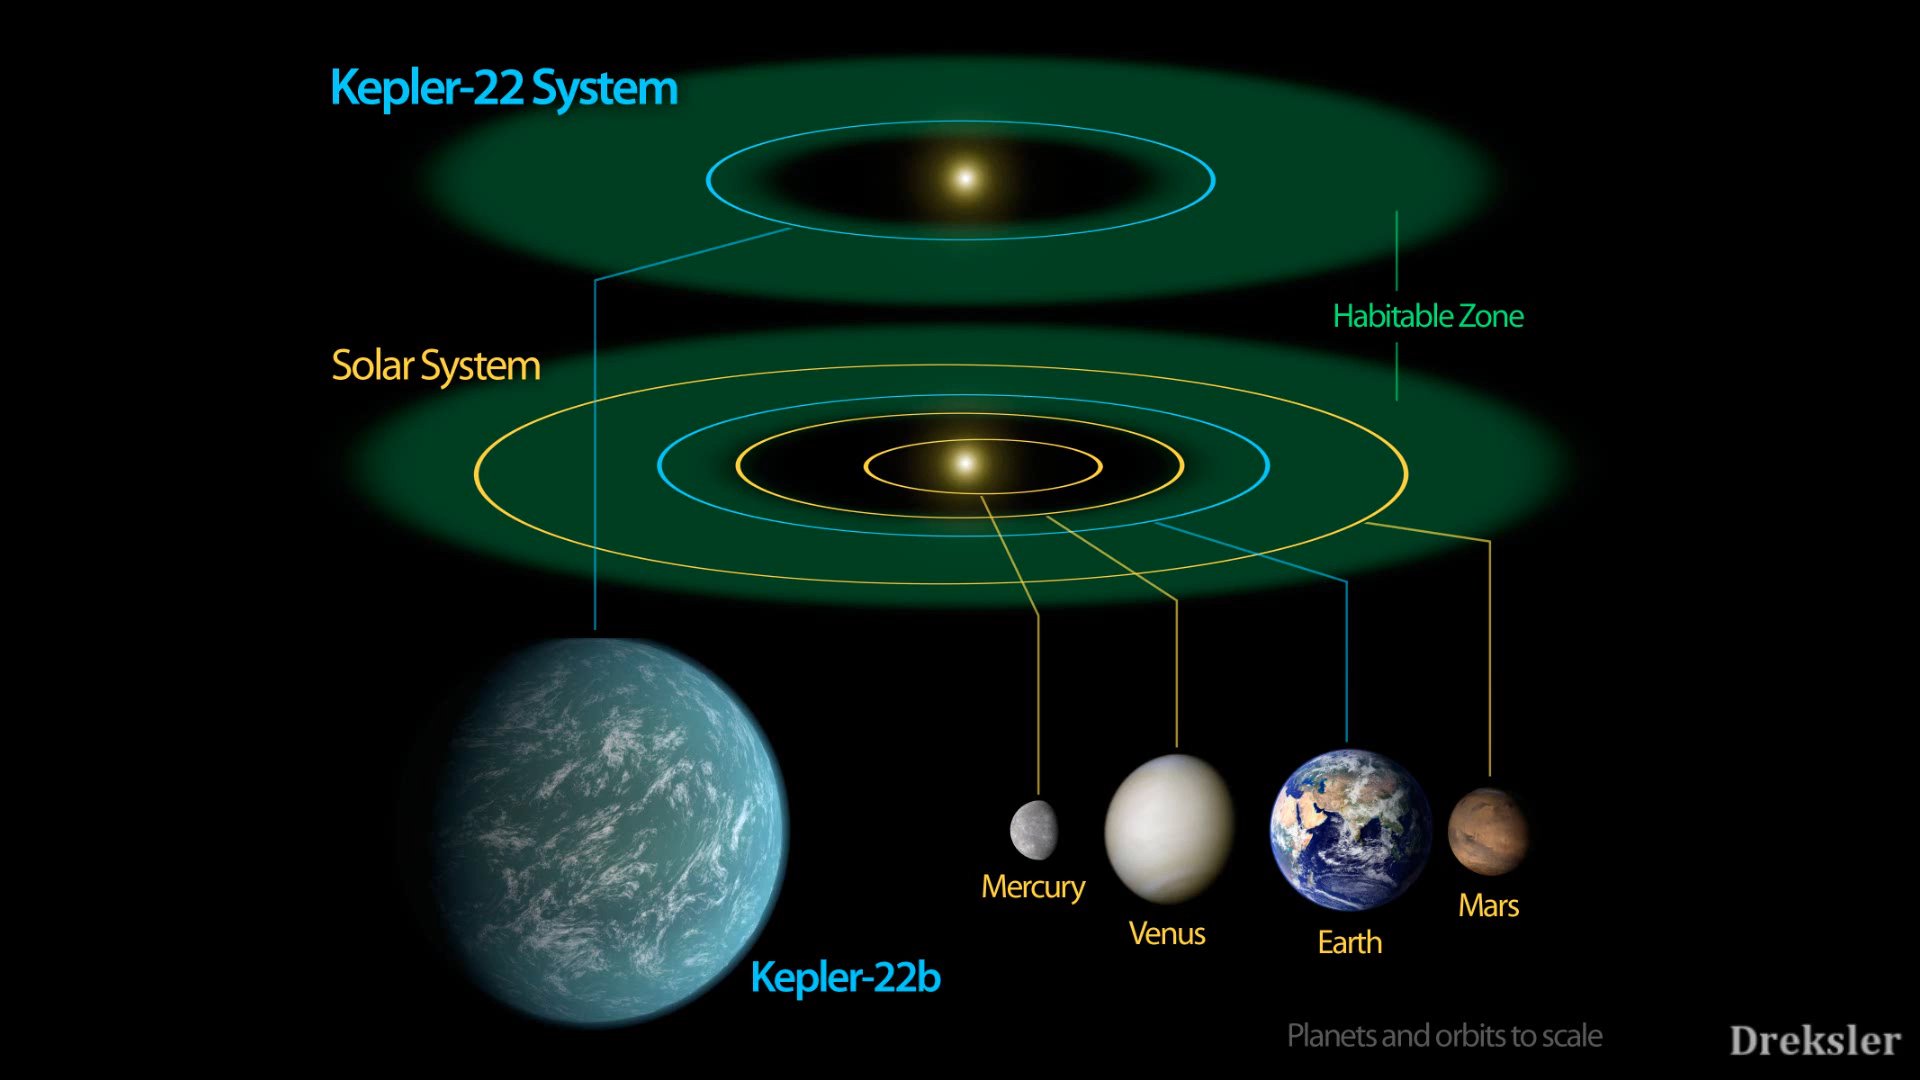 Kepler-22 System
Habitable Zone
Solar System
Mercury
Venus
Earth
Mars
Kepler-22b
Planets and orbits to scale
Dreksler